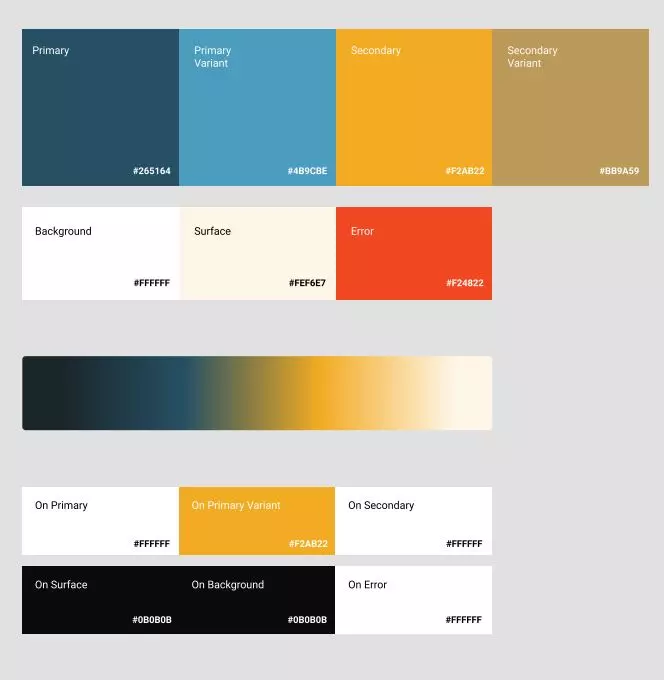 Primary
Primary
Variant
Secondary
Secondary
Variant
#265164
#4B9CBE
#F2AB22
#BB9A59
Background
Surface
Error
#FFFFFF
#FEF6E7
#F24822
On Primary
On Primary Variant
On Secondary
#FFFFFF
#F2AB22
#FFFFFF
On Surface
On Background
On Error
#0B0B0B
#0B0B0B
#FFFFFF